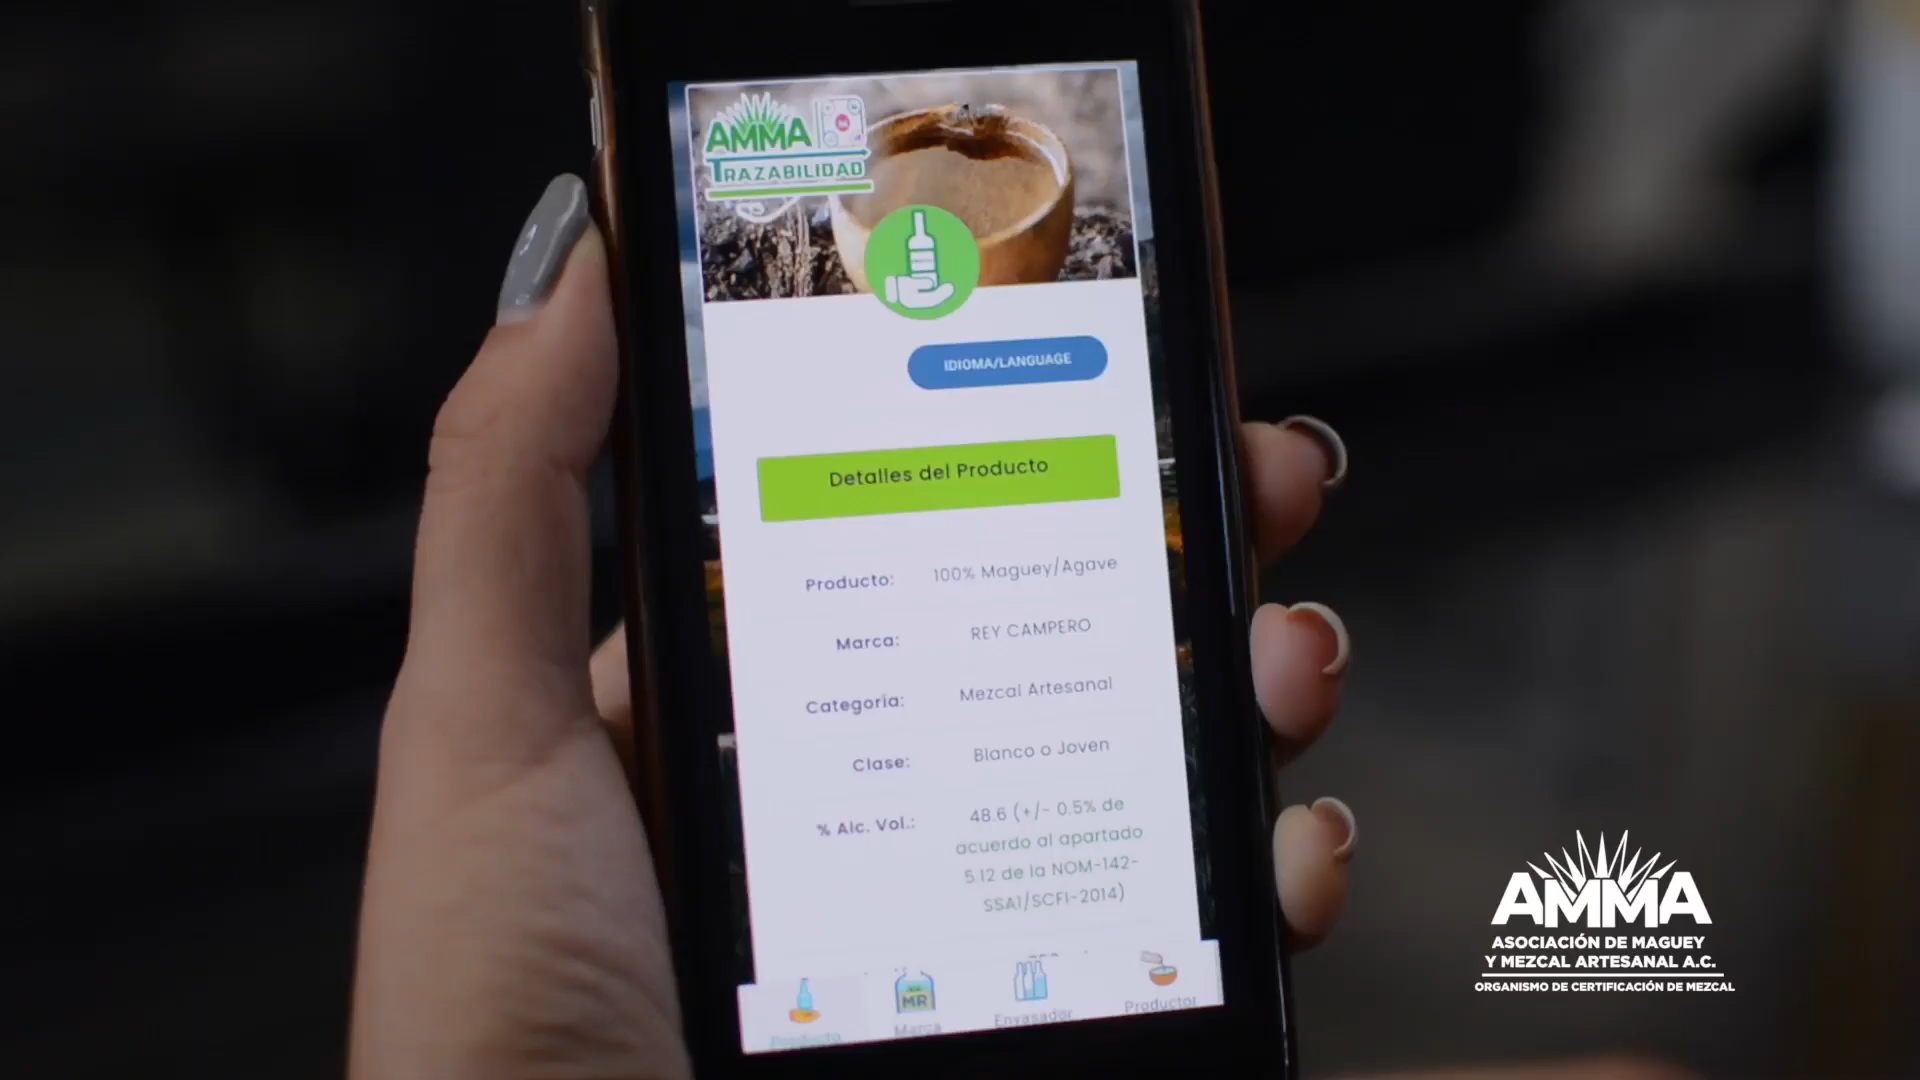 AMMA
TRAZABILIDAD
IDIOMA/LANGUAGE
Detalles del Producto
Producto: 100% Maguey/Agave
Marca: REY CAMPERO
Categoría: Mezcal Artesanal
Clase: Blanco o Joven
% Alc. Vol.: 48.6 (+/- 0.5% de
acuerdo al apartado
5.12 de la NOM-142-
SSA1/SCFI-2014)
MR
Producto
Marca
Envasador
Productor
AMMA
ASOCIACIÓN DE MAGUEY
Y MEZCAL ARTESANAL A.C.
ORGANISMO DE CERTIFICACIÓN DE MEZCAL